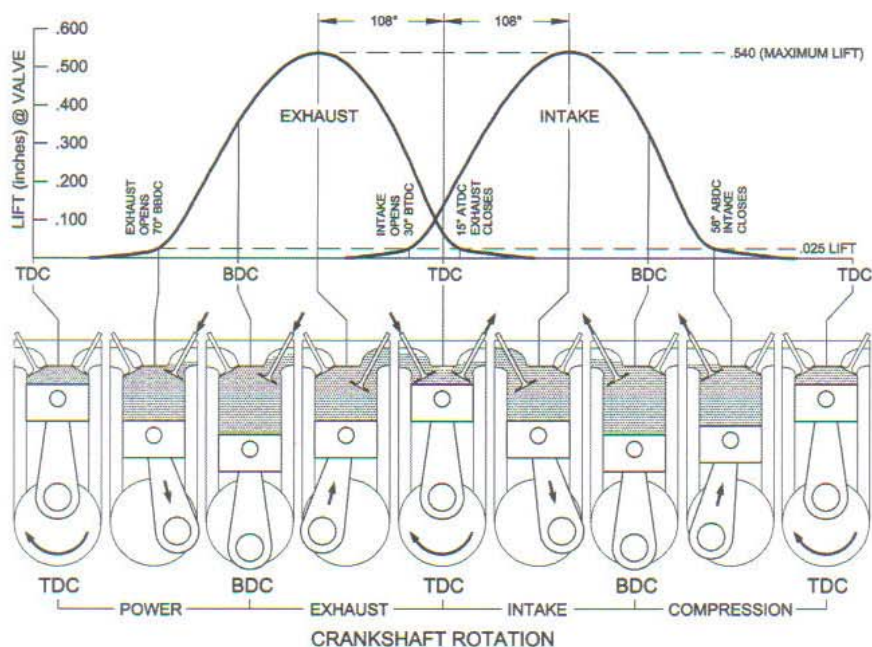 108° 108°
.600
.500
.400
.300
.200
.100
LIFT (inches) @ VALVE
.540 (MAXIMUM LIFT)
EXHAUST
INTAKE
EXHAUST
OPENS
70° BBDC
INTAKE
OPENS
30° BTDC
15° ATDC
EXHAUST
CLOSES
56° ABDC
INTAKE
CLOSES
.025 LIFT
TDC BDC TDC BDC TDC
TDC BDC TDC BDC TDC
POWER EXHAUST INTAKE COMPRESSION
CRANKSHAFT ROTATION